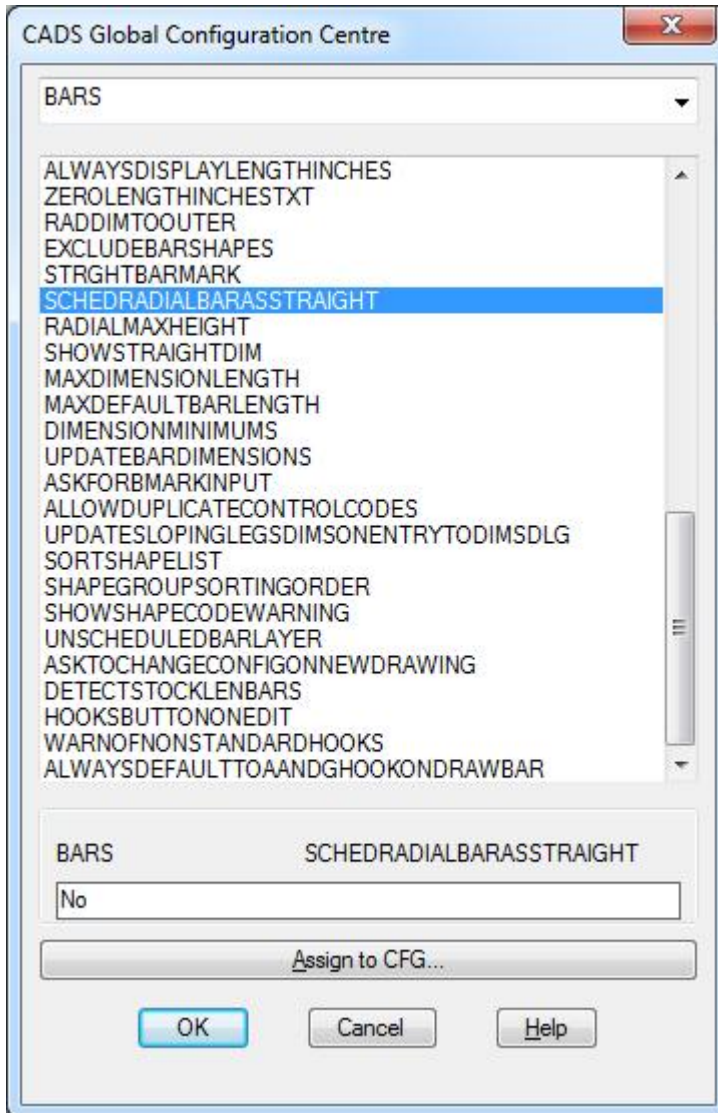 CADS Global Configuration Centre
BARS
ALWAYSDISPLAYLENGTHINCHES
ZEROLENGTHINCHESTXT
RADDIMTOOUTER
EXCLUDEBARSHAPES
STRGHTBARMARK
SCHEDRADIALBARASSTRAIGHT
RADIALMAXHEIGHT
SHOWSTRAIGHTDIM
MAXDIMENSIONLENGTH
MAXDEFAULTBARLENGTH
DIMENSIONMINIMUMS
UPDATEBARDIMENSIONS
ASKFORBMARKINPUT
ALLOWDUPLICATECONTROLCODES
UPDATESLOPINGLEGSDIMSONENTRYTODIMSDLG
SORTSHAPELIST
SHAPEGROUPSORTINGORDER
SHOWSHAPECODEWARNING
UNSCHEDULEDBARLAYER
ASKTOCHANGECONFIGONNEWDRAWING
DETECTSTOCKLENBARS
HOOKSBUTTONONEDIT
WARNOFNONSTANDARDHOOKS
ALWAYSDEFAULTTOAANDGHOOKONDRAWBAR
BARS SCHEDRADIALBARASSTRAIGHT
No
Assign to CFG...
OK Cancel Help